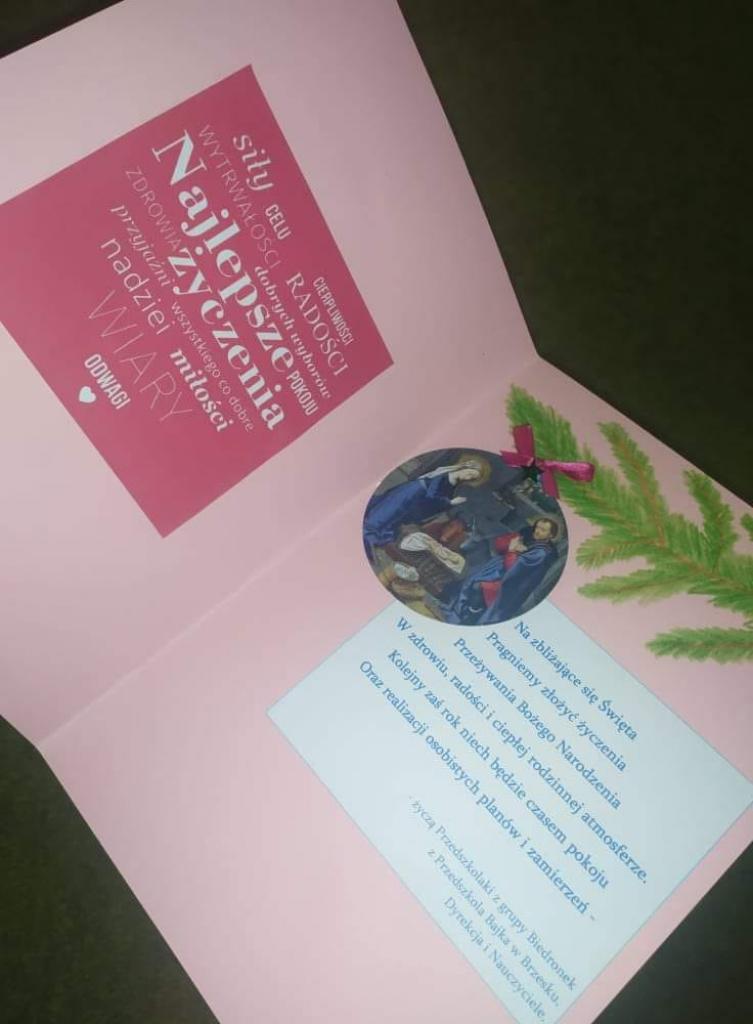 siły
CELU
CIERPLIWOŚCI
WYTRWAŁOŚCI
RADOŚCI
dobrych wyborów
Najlepsze
POKOJU
życzenia
ZDROWIA
wszystkiego co dobre
przyjaźni
miłości
nadziei
WIARY
ODWAGI
Na zbliżające się Święta
Pragniemy złożyć życzenia
Przeżywania Bożego Narodzenia
W zdrowiu, radości i ciepłej rodzinnej atmosferze.
Kolejny zaś rok niech będzie czasem pokoju
Oraz realizacji osobistych planów i zamierzeń –
- życzą Przedszkolaki z grupy Biedronek
z Przedszkola Bajka w Brzesku,
Dyrekcja i Nauczyciele.